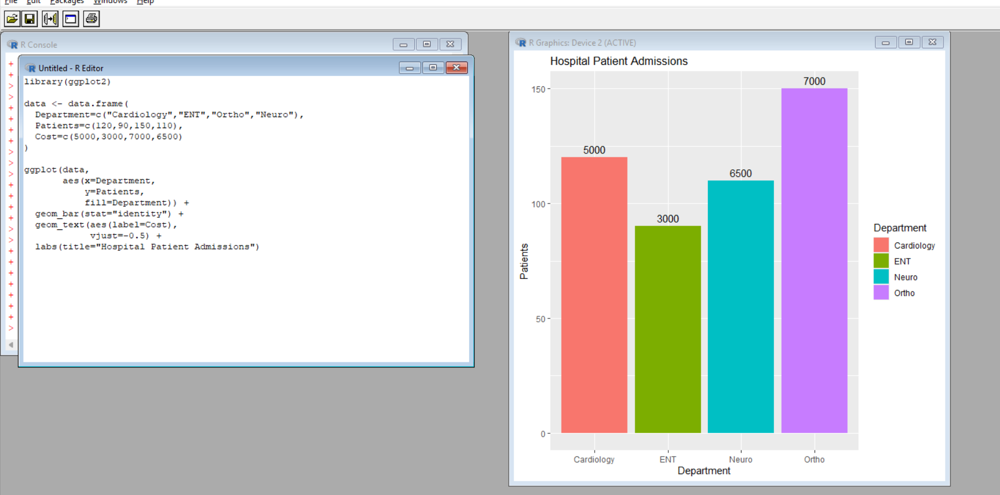 File Edit Packages Windows Help
R Console
+
+
>
>
+
+
+
+
>
>
>
+
+
+
+
>
>
+
+
+
+
+
+
+
>
Untitled - R Editor
library(ggplot2)
data <- data.frame(
  Department=c("Cardiology","ENT","Ortho","Neuro"),
  Patients=c(120,90,150,110),
  Cost=c(5000,3000,7000,6500)
)
ggplot(data,
       aes(x=Department,
           y=Patients,
           fill=Department)) +
  geom_bar(stat="identity") +
  geom_text(aes(label=Cost),
            vjust=-0.5) +
  labs(title="Hospital Patient Admissions")
R Graphics: Device 2 (ACTIVE)
Hospital Patient Admissions
7000
5000
6500
3000
150
100
50
0
Patients
Cardiology ENT Neuro Ortho
Department
Department
Cardiology
ENT
Neuro
Ortho